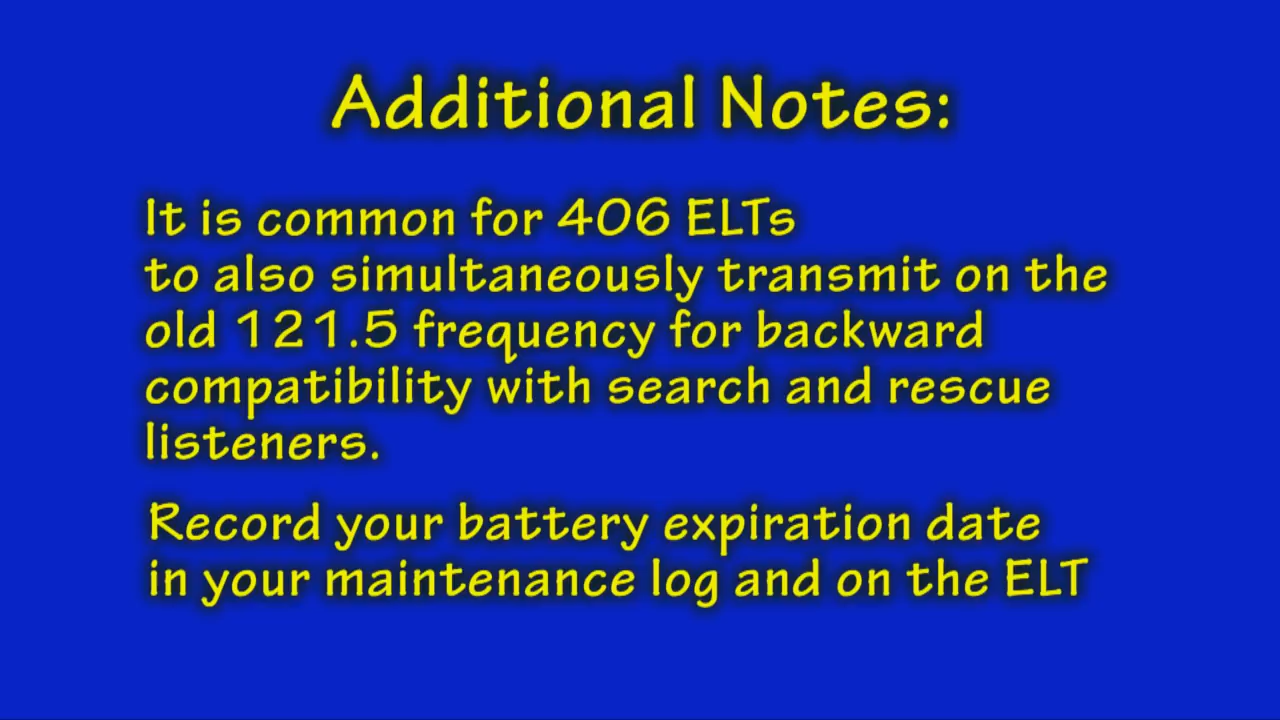 Additional Notes:
It is common for 406 ELTs
to also simultaneously transmit on the
old 121.5 frequency for backward
compatibility with search and rescue
listeners.
Record your battery expiration date
in your maintenance log and on the ELT